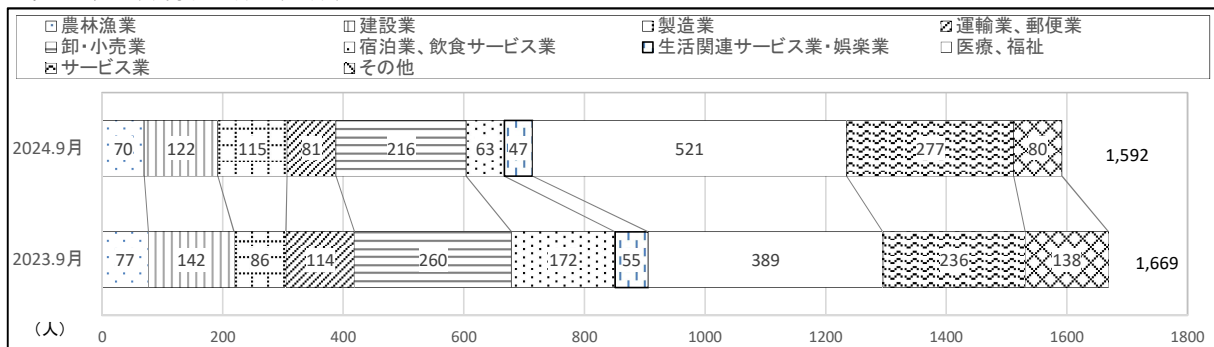 農林漁業 建設業 製造業 運輸業、郵便業
卸・小売業 宿泊業、飲食サービス業 生活関連サービス業・娯楽業 医療、福祉
サービス業 その他
2024.9月 70 122 115 81 216 63 47 521 277 80 1,592
2023.9月 77 142 86 114 260 172 55 389 236 138 1,669
（人） 0 200 400 600 800 1000 1200 1400 1600 1800